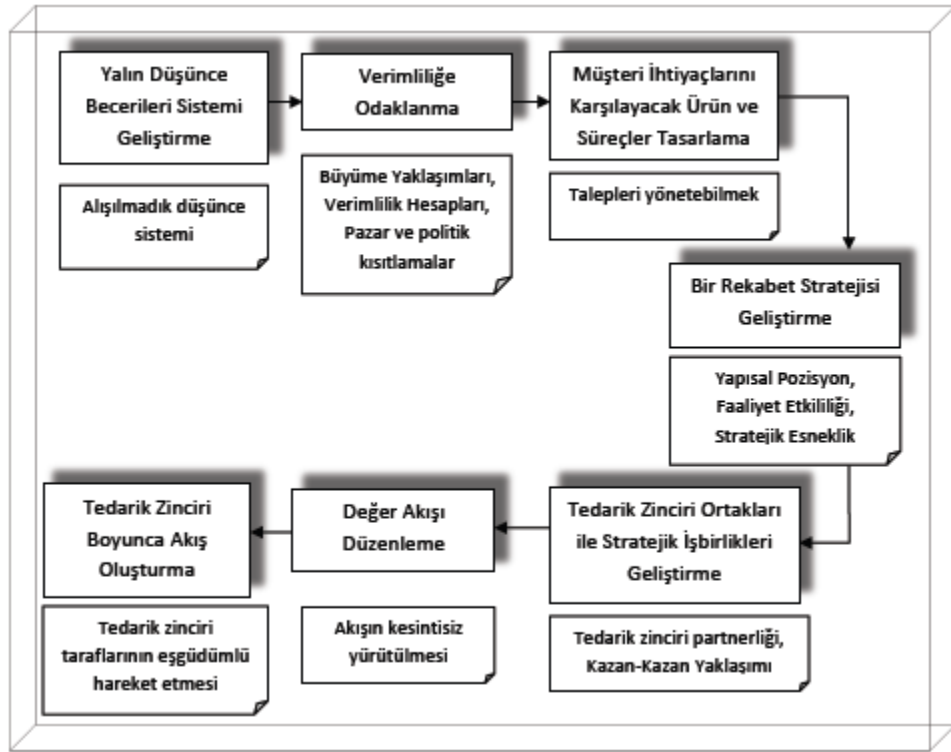 Yalın Düşünce
Becerileri Sistemi
Geliştirme
Alışılmadık düşünce
sistemi
Verimliliğe
Odaklanma
Büyüme Yaklaşımları,
Verimlilik Hesapları,
Pazar ve politik
kısıtlamalar
Müşteri İhtiyaçlarını
Karşılayacak Ürün ve
Süreçler Tasarlama
Talepleri yönetebilmek
Bir Rekabet Stratejisi
Geliştirme
Yapısal Pozisyon,
Faaliyet Etkililiği,
Stratejik Esneklik
Tedarik Zinciri Ortakları
ile Stratejik İşbirlikleri
Geliştirme
Tedarik zinciri partnerliği,
Kazan-Kazan Yaklaşımı
Değer Akışı
Düzenleme
Akışın kesintisiz
yürütülmesi
Tedarik Zinciri
Boyunca Akış
Oluşturma
Tedarik zinciri
taraflarının eşgüdümlü
hareket etmesi